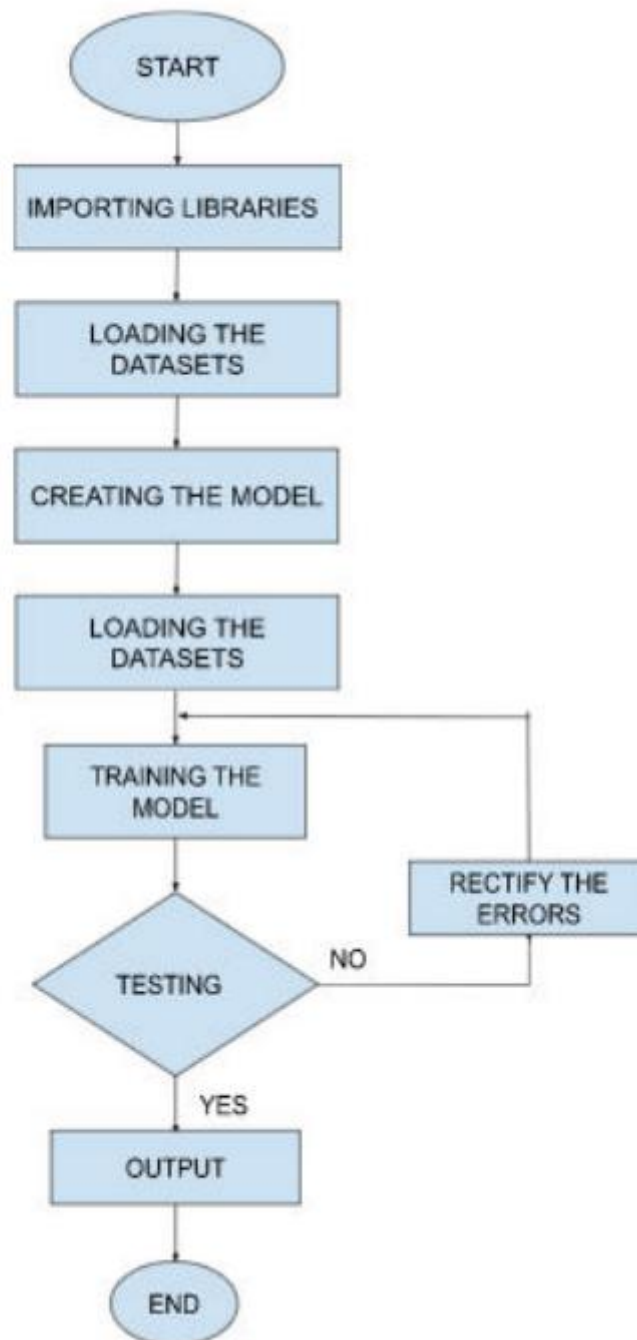 START
IMPORTING LIBRARIES
LOADING THE
DATASETS
CREATING THE MODEL
LOADING THE
DATASETS
TRAINING THE
MODEL
RECTIFY THE
ERRORS
TESTING
NO
YES
OUTPUT
END